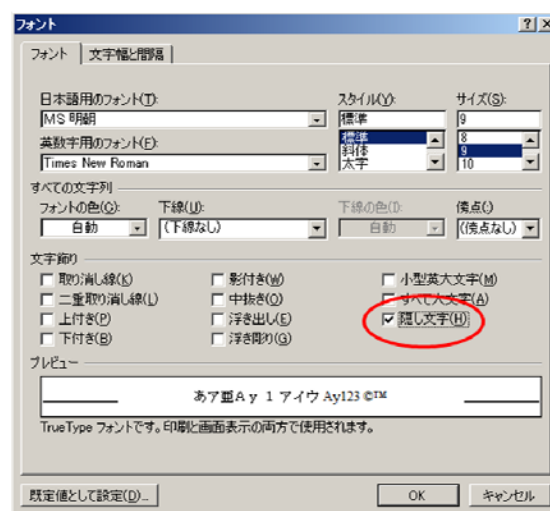 フォント
フォント 文字幅と間隔
日本語用のフォント(T): スタイル(Y): サイズ(S):
MS 明朝 標準 9
英数字用のフォント(F): 標準 8
斜体 9
Times New Roman 太字 10
すべての文字列
フォントの色(C): 下線(U): 下線の色(I): 傍点(:)
自動 (下線なし) 自動 (傍点なし)
文字飾り
取り消し線(K) 影付き(W) 小型英大文字(M)
二重取り消し線(L) 中抜き(O) すべて大文字(A)
上付き(P) 浮き出し(E) 隠し文字(H)
下付き(B) 浮き彫り(G)
プレビュー
あア亜Ay 1 アイウ Ay123 ©™
TrueType フォントです。印刷と画面表示の両方で使用されます。
既定値として設定(D)... OK キャンセル